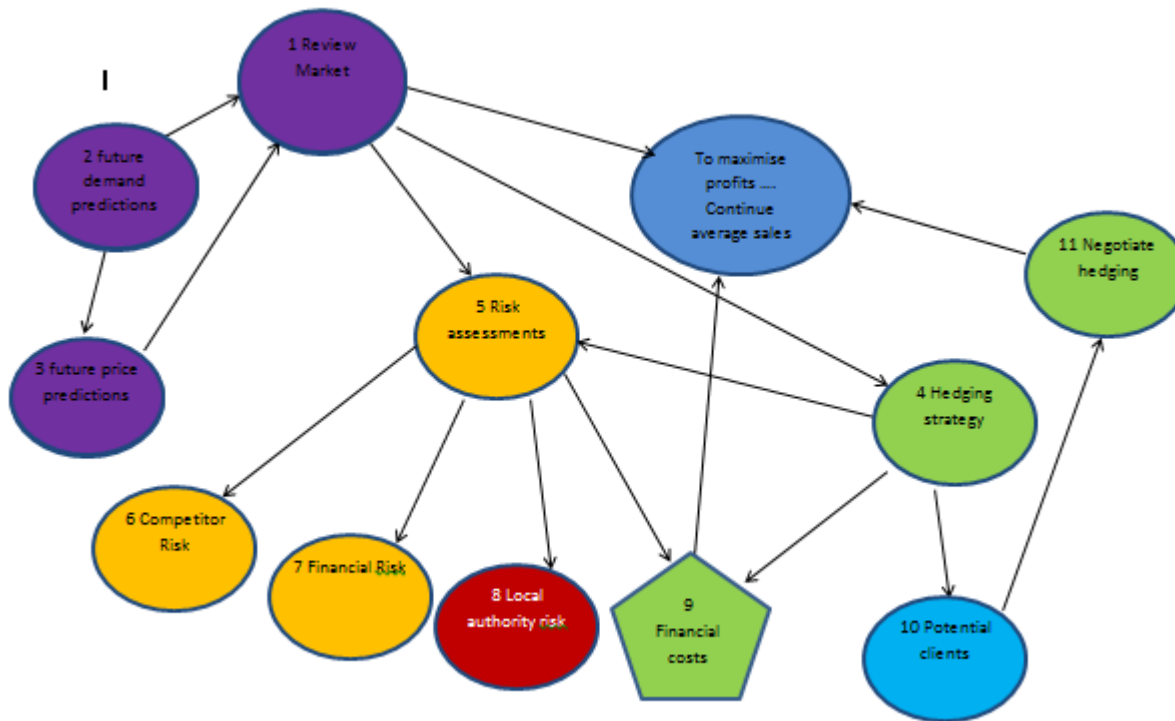 I
1 Review
Market
2 future
demand
predictions
To maximise
profits ....
Continue
average sales
11 Negotiate
hedging
5 Risk
assessments
3 future price
predictions
4 Hedging
strategy
6 Competitor
Risk
7 Financial Risk
8 Local
authority risk
9
Financial
costs
10 Potential
clients